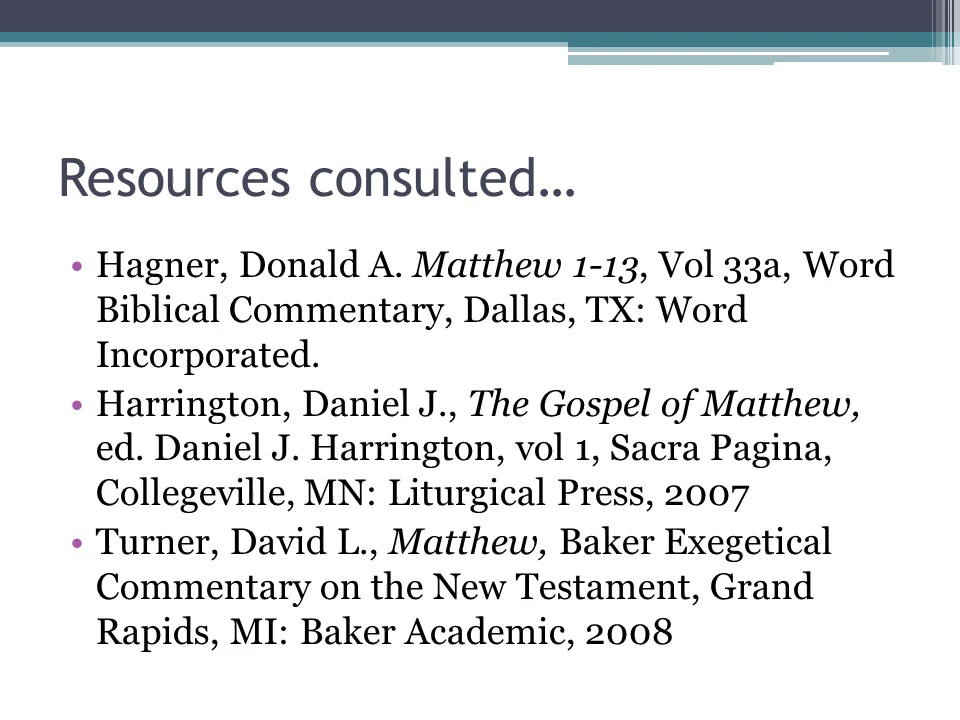 Resources consulted…
• Hagner, Donald A. Matthew 1-13, Vol 33a, Word
Biblical Commentary, Dallas, TX: Word
Incorporated.
• Harrington, Daniel J., The Gospel of Matthew,
ed. Daniel J. Harrington, vol 1, Sacra Pagina,
Collegeville, MN: Liturgical Press, 2007
• Turner, David L., Matthew, Baker Exegetical
Commentary on the New Testament, Grand
Rapids, MI: Baker Academic, 2008